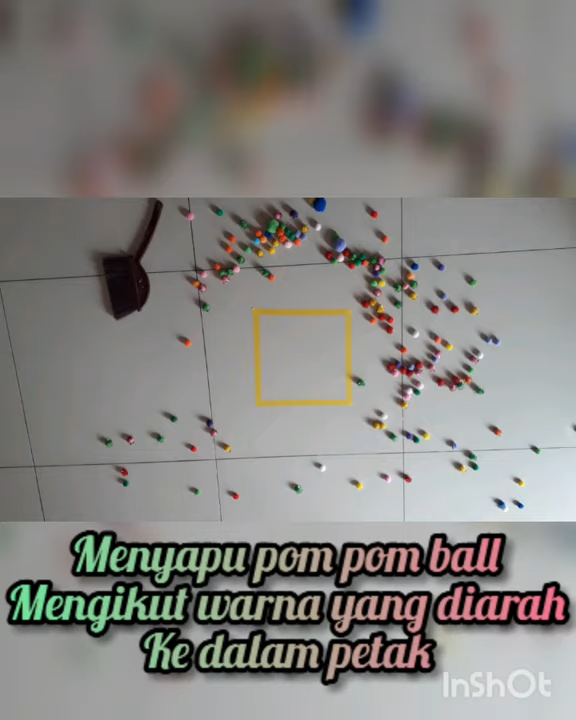 Menyapu pom pom ball
Mengikut warna yang diarah
Ke dalam petak
InShOt